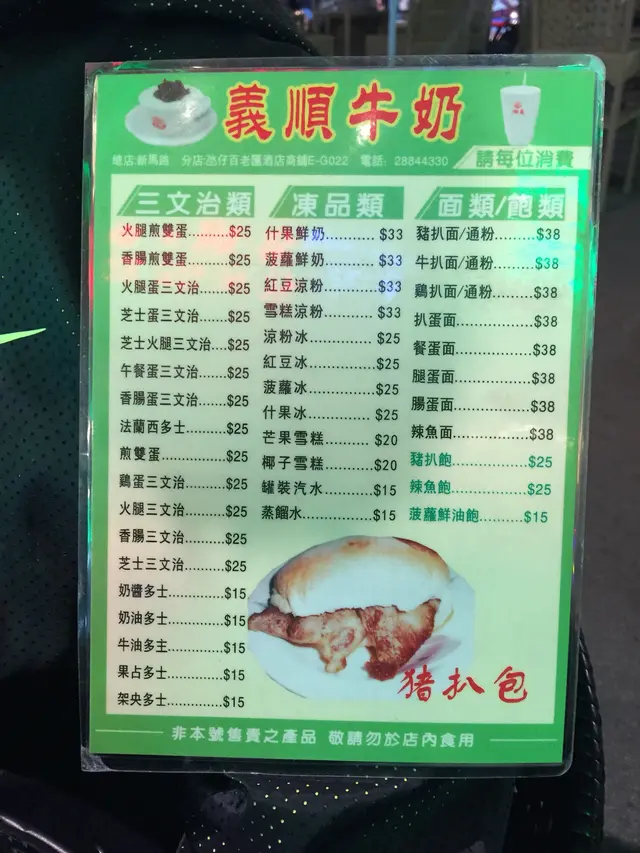 義順牛奶
總店:新馬路 分店:氹仔百老匯酒店商鋪E-G022 電話: 28844330
請每位消費
三文治類
火腿煎雙蛋.........$25
香腸煎雙蛋.........$25
火腿蛋三文治......$25
芝士蛋三文治......$25
芝士火腿三文治....$25
午餐蛋三文治......$25
香腸蛋三文治......$25
法蘭西多士.........$25
煎雙蛋...............$25
鷄蛋三文治.........$25
火腿三文治.........$25
香腸三文治.........$25
芝士三文治.........$25
奶醬多士............$15
奶油多士............$15
牛油多主............$15
果占多士............$15
架央多士............$15
凍品類
什果鮮奶........... $33
菠蘿鮮奶........... $33
紅豆涼粉........... $33
雪糕涼粉........... $33
涼粉冰...............$25
紅豆冰...............$25
菠蘿冰...............$25
什果冰...............$25
芒果雪糕............$20
椰子雪糕............$20
罐裝汽水............$15
蒸餾水...............$15
面類/飽類
豬扒面/通粉.........$38
牛扒面/通粉.........$38
鷄扒面/通粉.........$38
扒蛋面...............$38
餐蛋面...............$38
腿蛋面...............$38
腸蛋面...............$38
辣魚面...............$38
豬扒飽...............$25
辣魚飽...............$25
菠蘿鮮油飽..........$15
豬扒包
非本號售賣之產品 敬請勿於店內食用